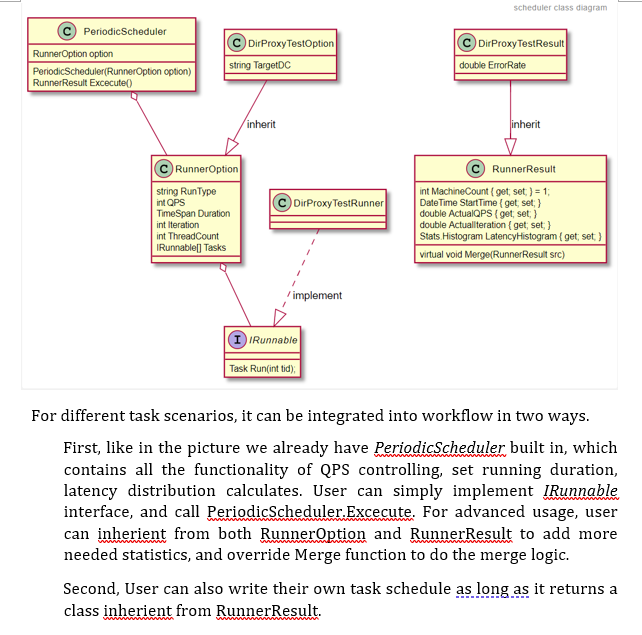 scheduler class diagram
C PeriodicScheduler
RunnerOption option
PeriodicScheduler(RunnerOption option)
RunnerResult Excecute()
C DirProxyTestOption
string TargetDC
C DirProxyTestResult
double ErrorRate
inherit
inherit
C RunnerOption
string RunType
int QPS
TimeSpan Duration
int Iteration
int ThreadCount
IRunnable[] Tasks
C DirProxyTestRunner
C RunnerResult
int MachineCount { get; set; } = 1;
DateTime StartTime { get; set; }
double ActualQPS { get; set; }
double ActualIteration { get; set; }
Stats.Histogram LatencyHistogram { get; set; }
virtual void Merge(RunnerResult src)
implement
I IRunnable
Task Run(int tid);
For different task scenarios, it can be integrated into workflow in two ways.
First, like in the picture we already have PeriodicScheduler built in, which
contains all the functionality of QPS controlling, set running duration,
latency distribution calculates. User can simply implement IRunnable
interface, and call PeriodicScheduler.Excecute. For advanced usage, user
can inherient from both RunnerOption and RunnerResult to add more
needed statistics, and override Merge function to do the merge logic.
Second, User can also write their own task schedule as long as it returns a
class inherient from RunnerResult.